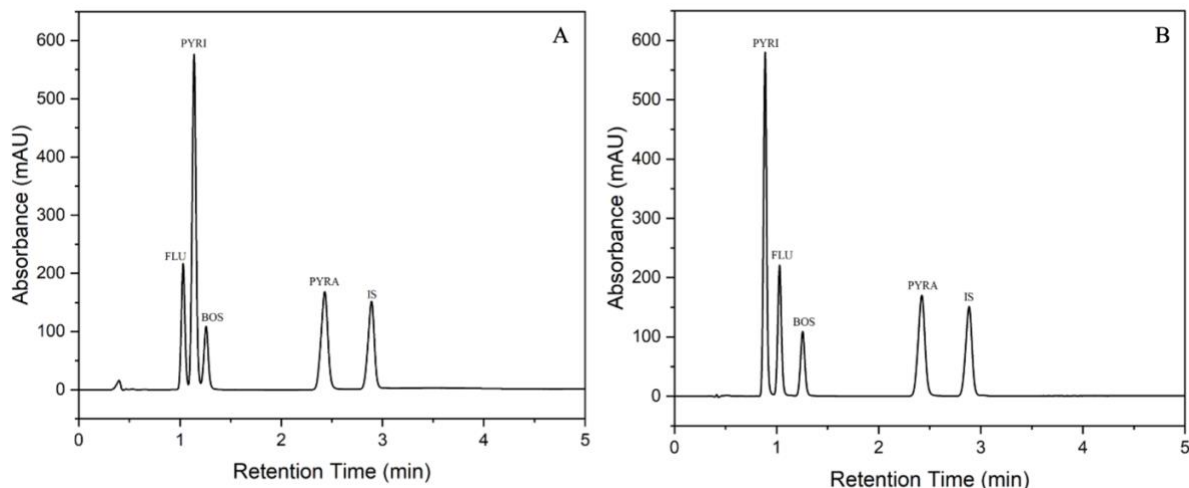 A
Absorbance (mAU)
600
500
400
300
200
100
0
PYRI
FLU
BOS
PYRA
IS
0 1 2 3 4 5
Retention Time (min)
B
Absorbance (mAU)
600
500
400
300
200
100
0
PYRI
FLU
BOS
PYRA
IS
0 1 2 3 4 5
Retention Time (min)